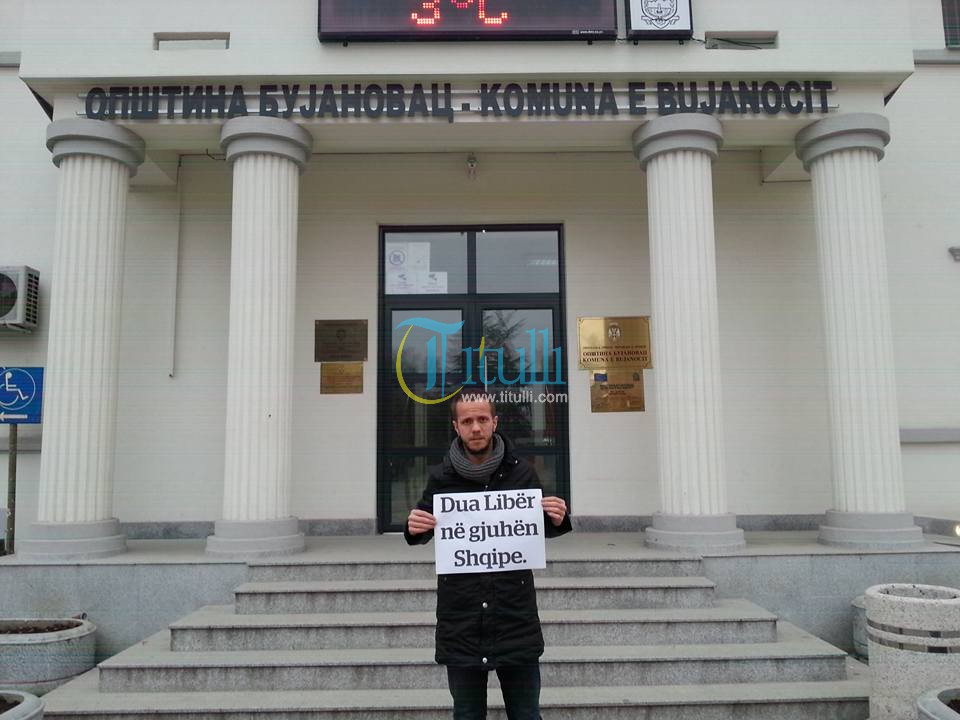 3°C
ОПШТИНА БУЈАНОВАЦ - KOMUNA E BUJANOCIT
ОПШТИНА БУЈАНОВАЦ
KOMUNA E BUJANOCIT
Titulli
www.titulli.com
Dua Libër
në gjuhën
Shqipe.